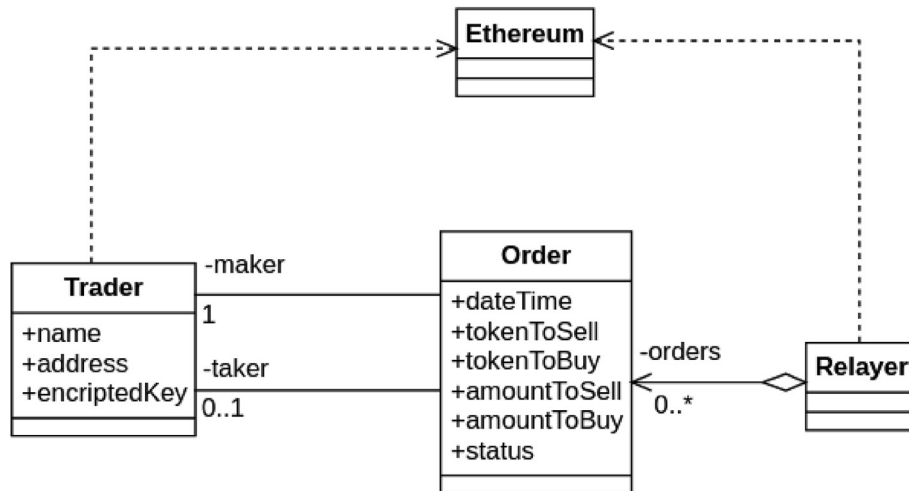 Ethereum
Trader
+name
+address
+encriptedKey
-maker
1
-taker
0..1
Order
+dateTime
+tokenToSell
+tokenToBuy
+amountToSell
+amountToBuy
+status
-orders
0..*
Relayer